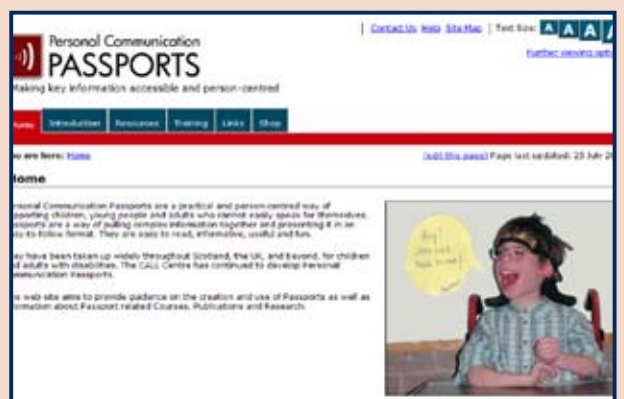 Contact Us Help Site Map | Text Size: A A A A
Personal Communication
PASSPORTS
Further viewing
Making key information accessible and person-centred
Home Introduction Resources Training Links Shop
are here: Home
(edit this page) Page last updated: 25 July
Home
Personal Communication Passports are a practical and person-centred way of
supporting children, young people and adults who cannot easily speak for themselves.
Passports are a way of pulling complex information together and presenting it in an
easy-to-follow format. They are easy to read, informative, useful and fun.
They have been taken up widely throughout Scotland, the UK, and beyond, for children
and adults with disabilities. The CALL Centre has continued to develop Personal
Communication Passports.
This web site aims to provide guidance on the creation and use of Passports as well as
information about Passport related Courses, Publications and Research.
Hey!